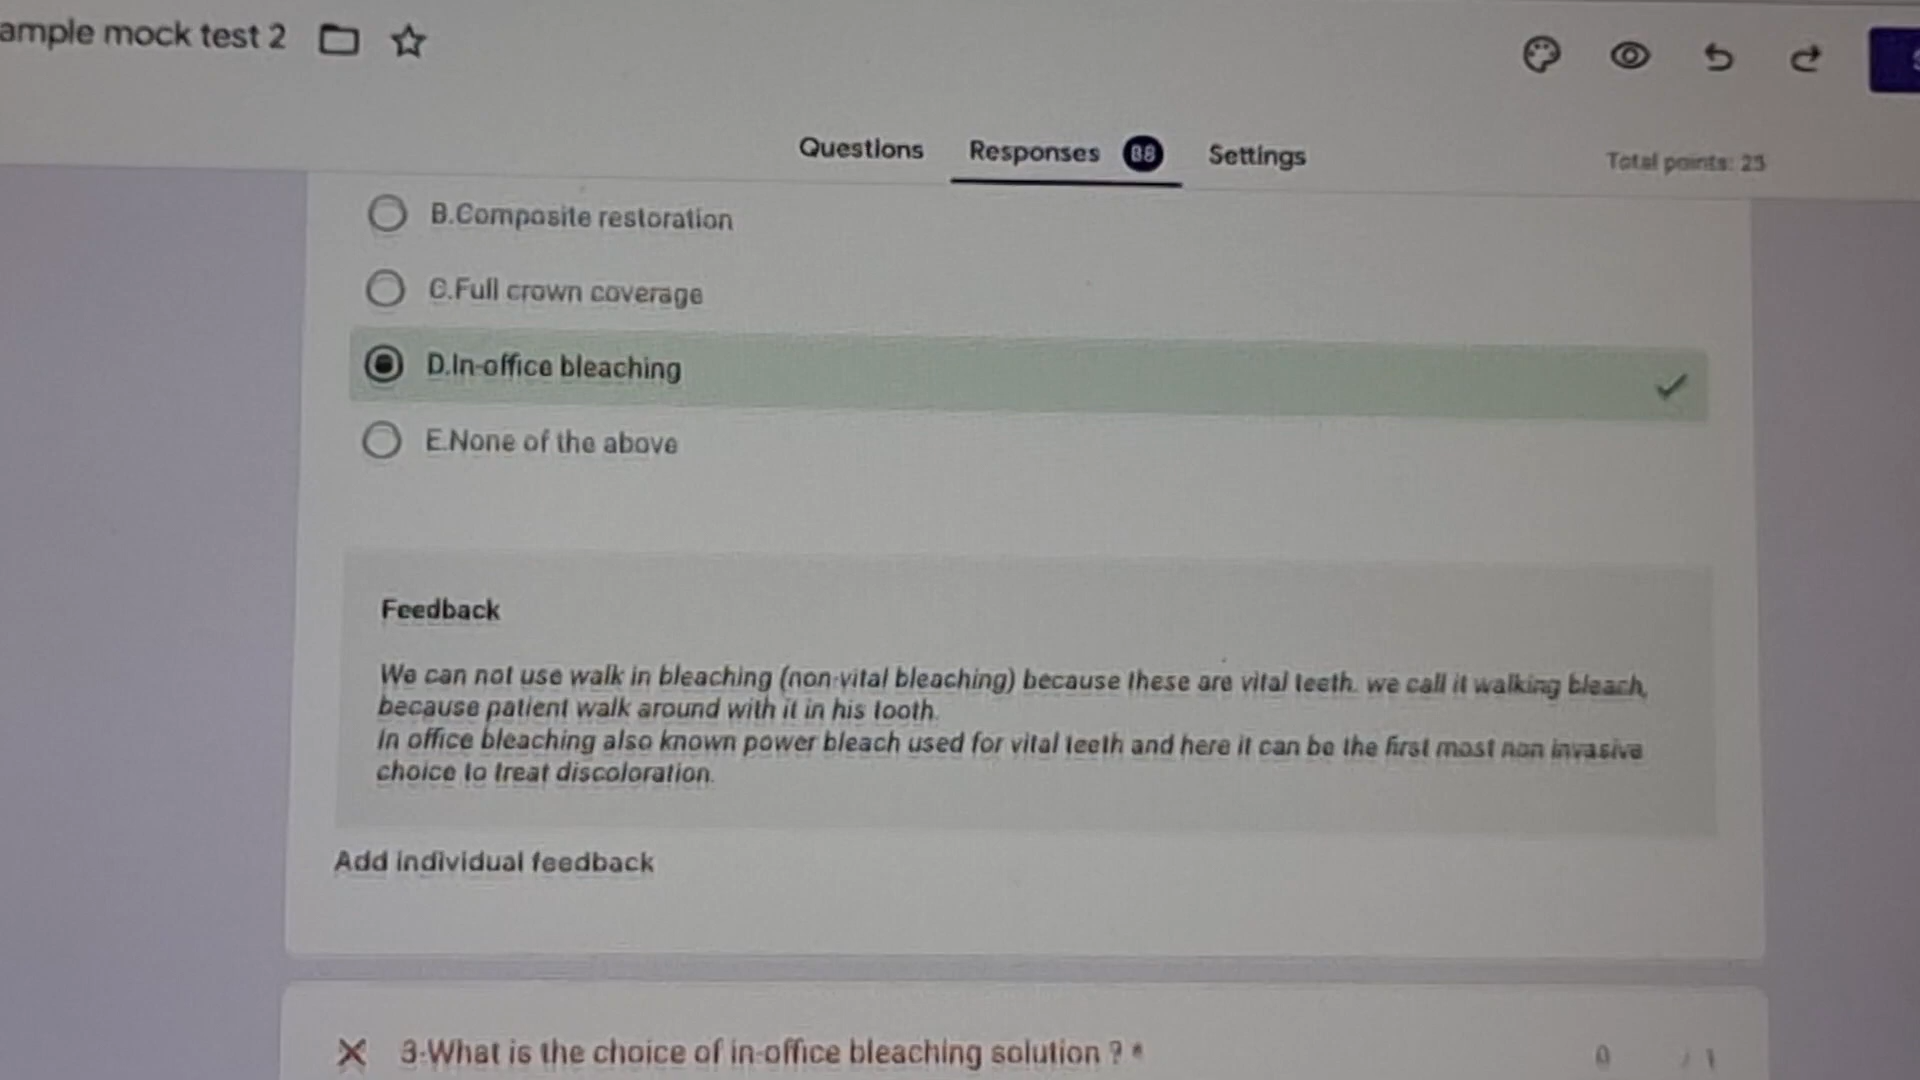 ample mock test 2
Questions Responses 88 Settings
Total points: 25
B.Composite restoration
C.Full crown coverage
D.In-office bleaching
E.None of the above
Feedback
We can not use walk in bleaching (non-vital bleaching) because these are vital teeth. we call it walking bleach,
because patient walk around with it in his tooth.
In office bleaching also known power bleach used for vital teeth and here it can be the first most non invasive
choice to treat discoloration.
Add individual feedback
3-What is the choice of in-office bleaching solution ? *
0 / 1